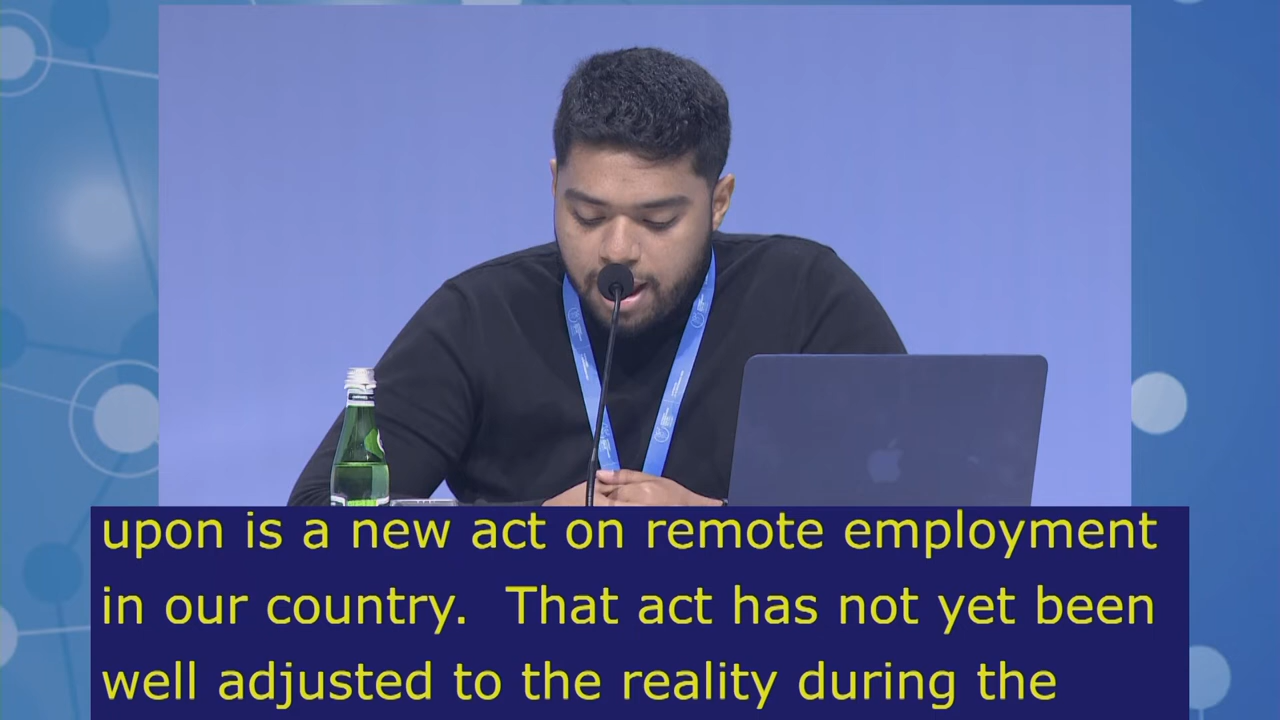 upon is a new act on remote employment
in our country.  That act has not yet been
well adjusted to the reality during the